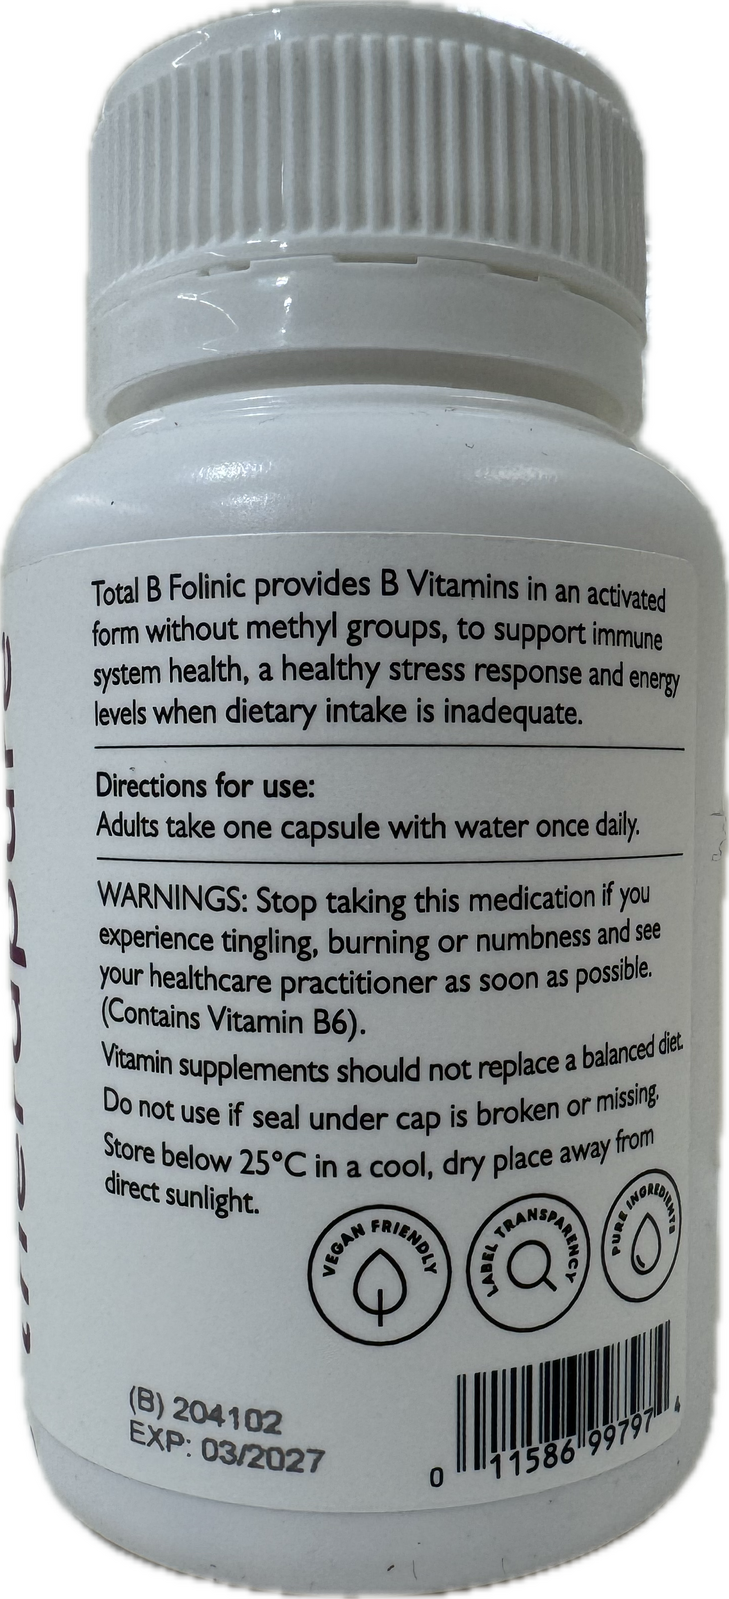 Total B Folinic provides B Vitamins in an activated
form without methyl groups, to support immune
system health, a healthy stress response and energy
levels when dietary intake is inadequate.
Directions for use:
Adults take one capsule with water once daily.
WARNINGS: Stop taking this medication if you
experience tingling, burning or numbness and see
your healthcare practitioner as soon as possible.
(Contains Vitamin B6).
Vitamin supplements should not replace a balanced diet.
Do not use if seal under cap is broken or missing.
Store below 25°C in a cool, dry place away from
direct sunlight.
VEGAN FRIENDLY
LABEL TRANSPARENCY
PURE INGREDIENTS
(B) 204102
EXP: 03/2027
0 11586 99797 4